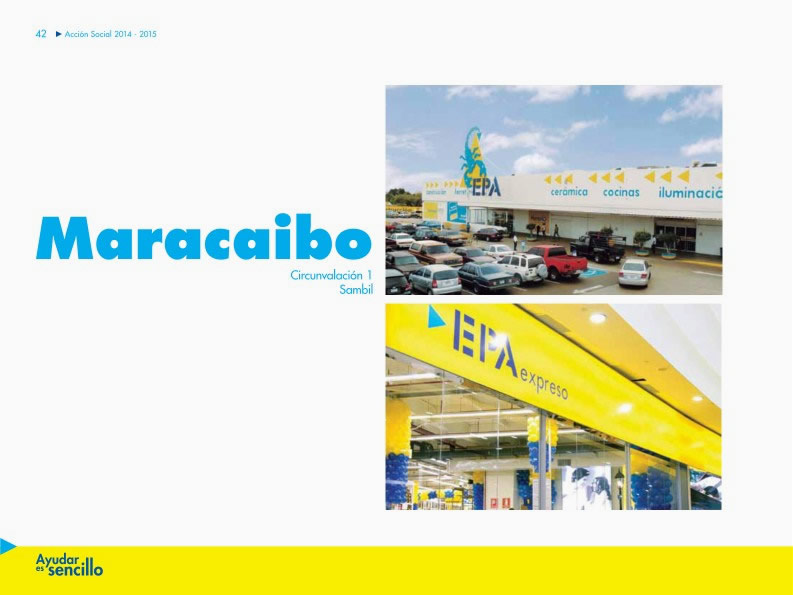 42 ▶ Acción Social 2014 - 2015
EPA
cerámica cocinas iluminació
Maracaibo
Circunvalación 1
Sambil
EPA expreso
Ayudar
es sencillo